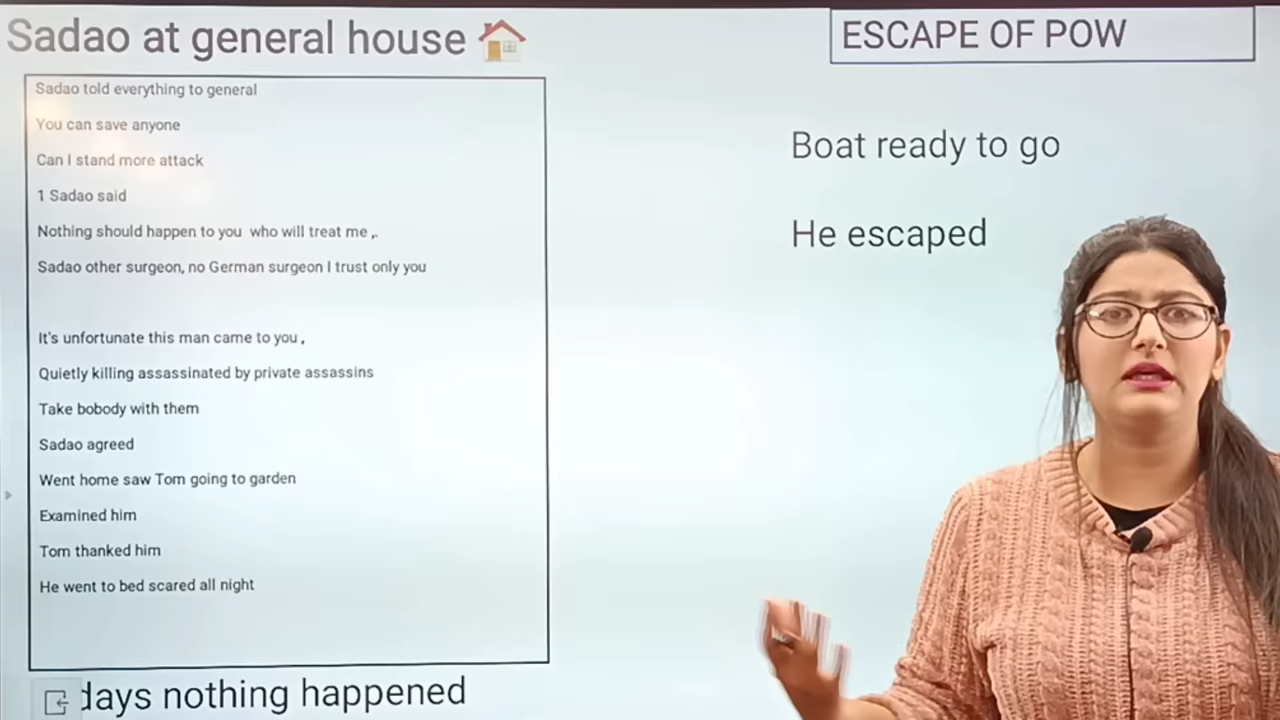 Sadao at general house
Sadao told everything to general
You can save anyone
Can I stand more attack
1 Sadao said
Nothing should happen to you who will treat me ,.
Sadao other surgeon, no German surgeon I trust only you
It's unfortunate this man came to you ,
Quietly killing assassinated by private assassins
Take bobody with them
Sadao agreed
Went home saw Tom going to garden
Examined him
Tom thanked him
He went to bed scared all night
days nothing happened
ESCAPE OF POW
Boat ready to go
He escaped